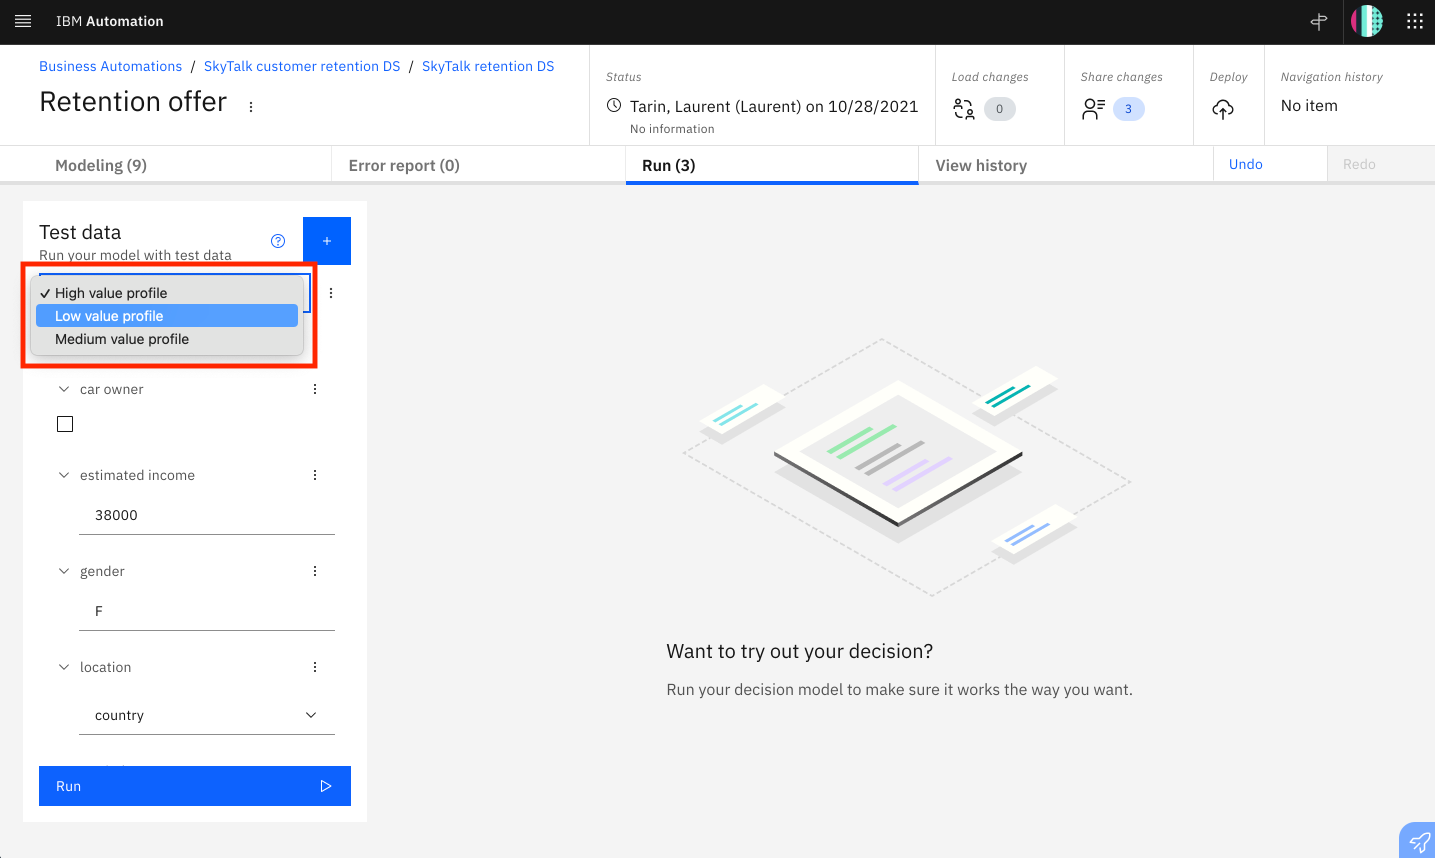 IBM Automation
Business Automations / SkyTalk customer retention DS / SkyTalk retention DS
Retention offer
Status
Tarin, Laurent (Laurent) on 10/28/2021
No information
Load changes
0
Share changes
3
Deploy
Navigation history
No item
Modeling (9)
Error report (0)
Run (3)
View history
Undo
Redo
Test data
Run your model with test data
+
✓ High value profile
Low value profile
Medium value profile
car owner
estimated income
38000
gender
F
location
country
Run
Want to try out your decision?
Run your decision model to make sure it works the way you want.